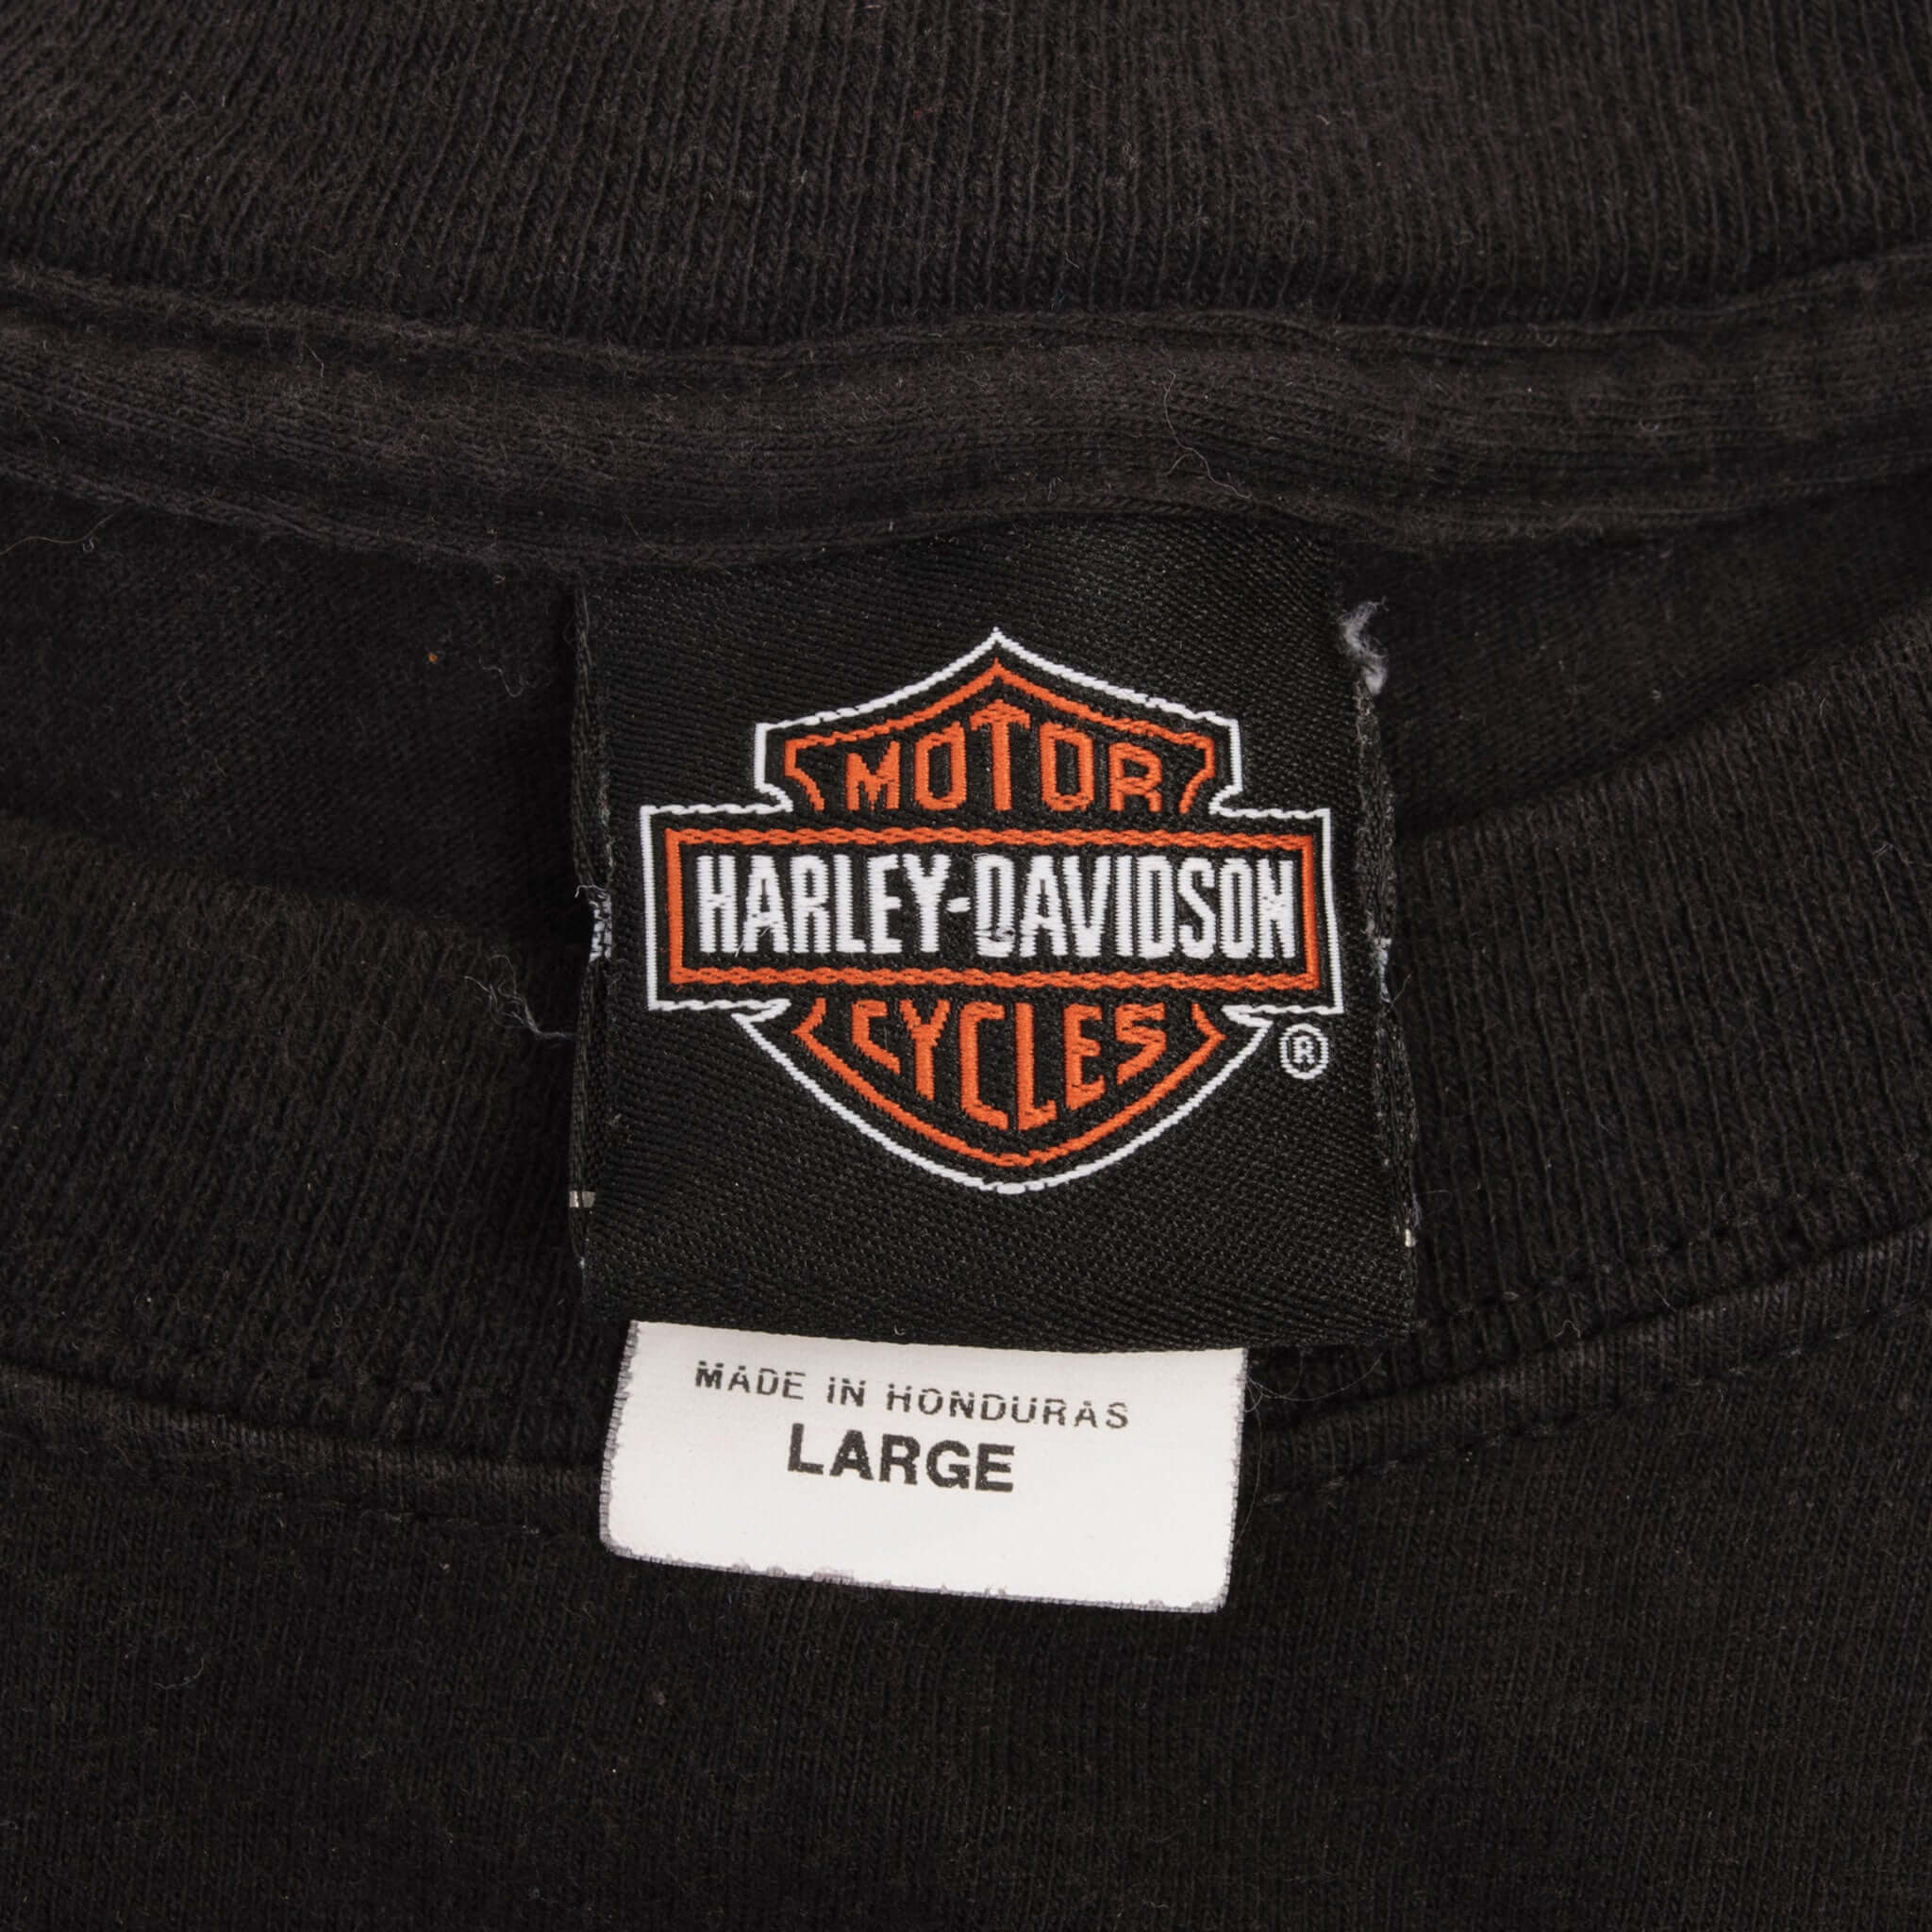 MOTOR
HARLEY-DAVIDSON
CYCLES
®
MADE IN HONDURAS
LARGE